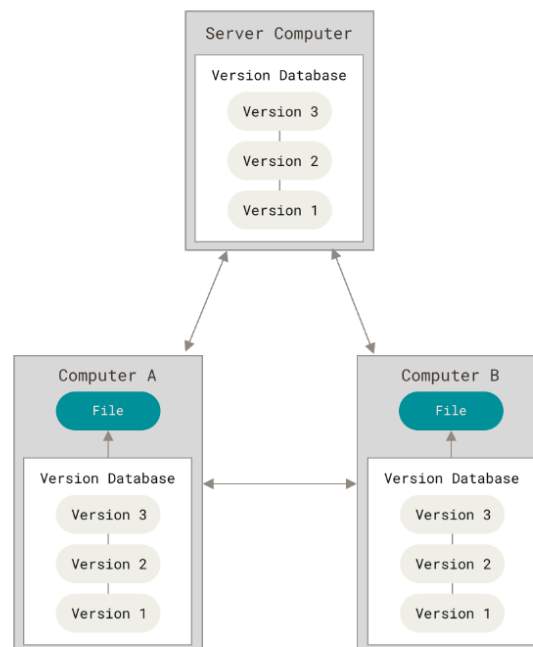 Server Computer
Version Database
Version 3
Version 2
Version 1
Computer A
File
Version Database
Version 3
Version 2
Version 1
Computer B
File
Version Database
Version 3
Version 2
Version 1